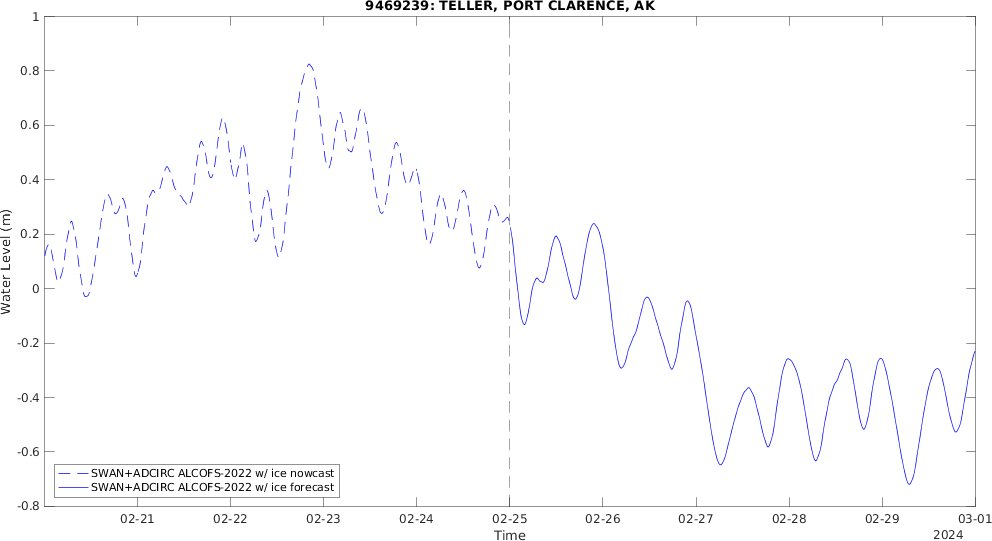 9469239: TELLER, PORT CLARENCE, AK
1
0.8
0.6
0.4
0.2
0
-0.2
-0.4
-0.6
-0.8
Water Level (m)
SWAN+ADCIRC ALCOFS-2022 w/ ice nowcast
SWAN+ADCIRC ALCOFS-2022 w/ ice forecast
02-21 02-22 02-23 02-24 02-25 02-26 02-27 02-28 02-29 03-01
Time
2024